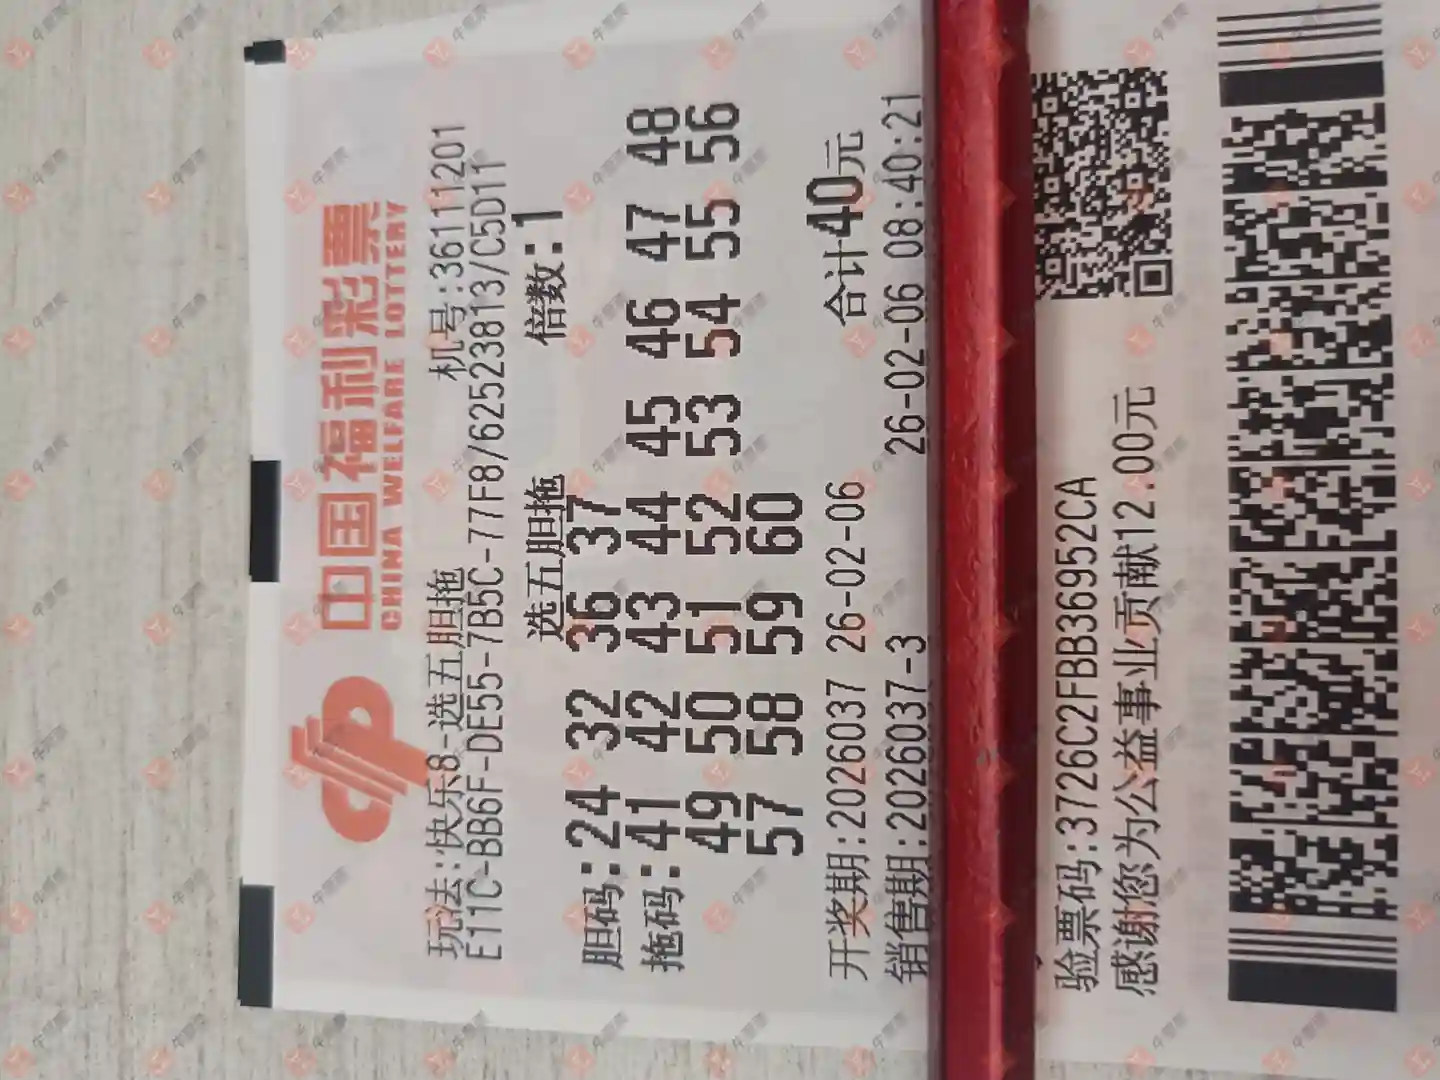 中国福利彩票
CHINA WELFARE LOTTERY
玩法:快乐8-选五胆拖 机号:36111201
E11C-BB6F-DE55-7B5C-77F8/62523813/C5D11
选五胆拖 倍数:1
胆码:24 32 36 37
拖码:41 42 43 44 45 46 47 48
49 50 51 52 53 54 55 56
57 58 59 60
合计40元
开奖期:2026037 26-02-06
销售期:2026037-3 26-02-06 08:40:21
验票码:3726C2FBB36952CA
感谢您为公益事业贡献12.00元